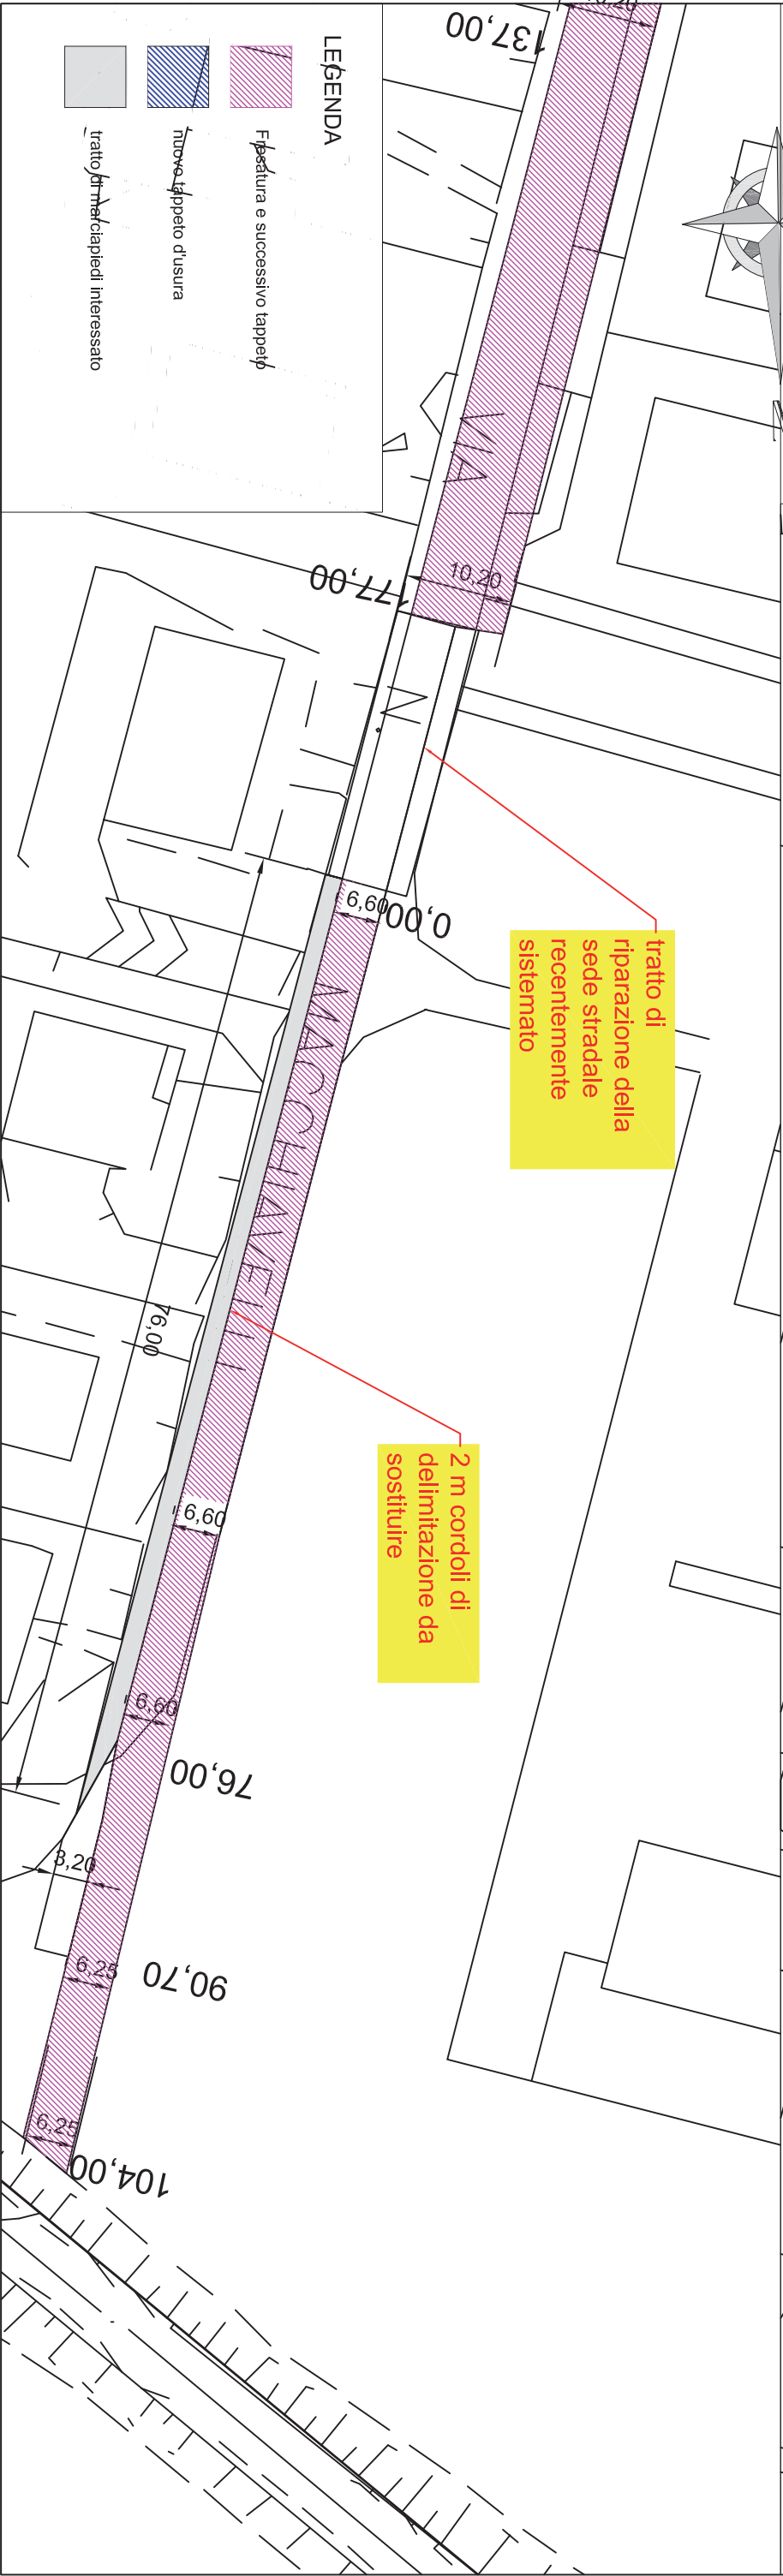 LEGENDA
Fresatura e successivo tappeto
nuovo tappeto d'usura
tratto di marciapiedi interessato
137,00
VIA
10,20
177,00
N.
tratto di
riparazione della
sede stradale
recentemente
sistemato
6,60
0,00
MACCHIAVELLI
76,00
2 m cordoli di
delimitazione da
sostituire
6,60
6,60
76,00
3,20
6,25
90,70
6,25
104,00